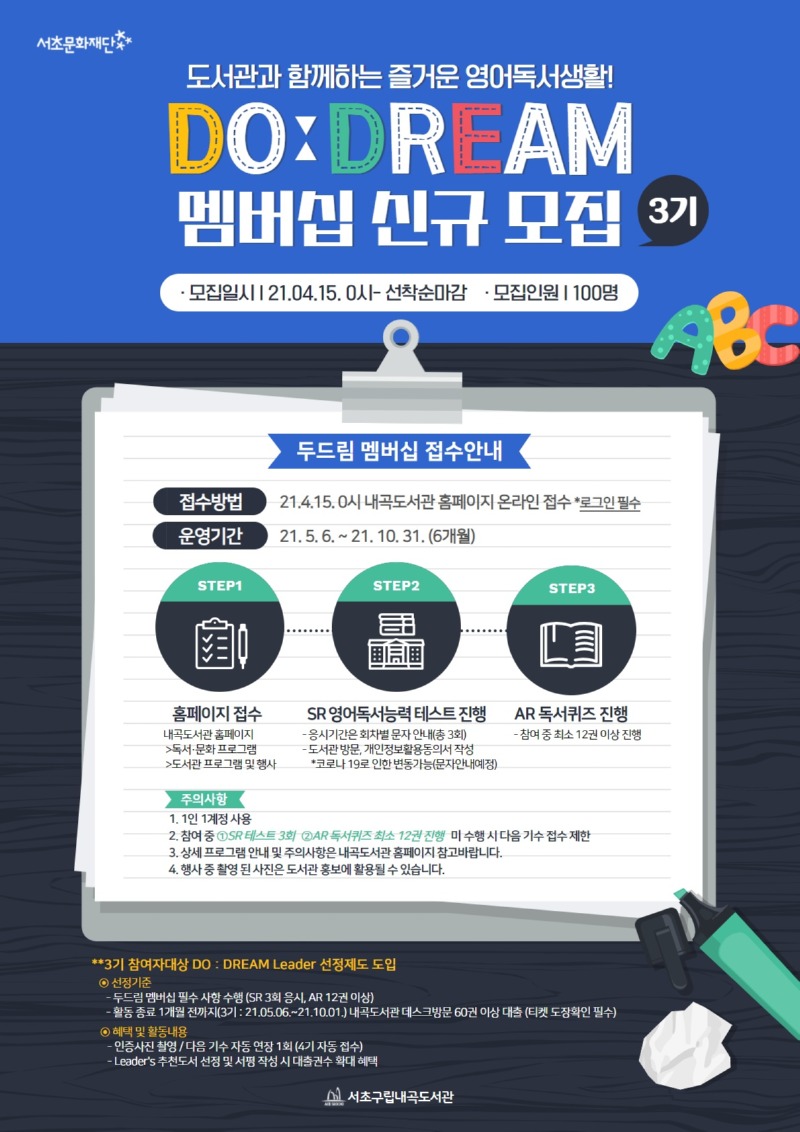 서초문화재단
도서관과 함께하는 즐거운 영어독서생활!
DO:DREAM
멤버십 신규 모집 3기
· 모집일시 I 21.04.15. 0시- 선착순마감 · 모집인원 I 100명
ABC
두드림 멤버십 접수안내
접수방법 21.4.15. 0시 내곡도서관 홈페이지 온라인 접수 *로그인 필수
운영기간 21. 5. 6. ~ 21. 10. 31. (6개월)
STEP1
홈페이지 접수
내곡도서관 홈페이지
>독서·문화 프로그램
>도서관 프로그램 및 행사
STEP2
SR 영어독서능력 테스트 진행
- 응시기간은 회차별 문자 안내(총 3회)
- 도서관 방문, 개인정보활용동의서 작성
*코로나 19로 인한 변동가능(문자안내예정)
STEP3
AR 독서퀴즈 진행
- 참여 중 최소 12권 이상 진행
주의사항
1. 1인 1계정 사용
2. 참여 중 ①SR 테스트 3회 ②AR 독서퀴즈 최소 12권 진행 미 수행 시 다음 기수 접수 제한
3. 상세 프로그램 안내 및 주의사항은 내곡도서관 홈페이지 참고바랍니다.
4. 행사 중 촬영 된 사진은 도서관 홍보에 활용될 수 있습니다.
**3기 참여자대상 DO : DREAM Leader 선정제도 도입
⊙ 선정기준
- 두드림 멤버십 필수 사항 수행 (SR 3회 응시, AR 12권 이상)
- 활동 종료 1개월 전까지(3기 : 21.05.06.~21.10.01.) 내곡도서관 데스크방문 60권 이상 대출 (티켓 도장확인 필수)
⊙ 혜택 및 활동내용
- 인증사진 촬영 / 다음 기수 자동 연장 1회 (4기 자동 접수)
- Leader's 추천도서 선정 및 서평 작성 시 대출권수 확대 혜택
서초구립내곡도서관